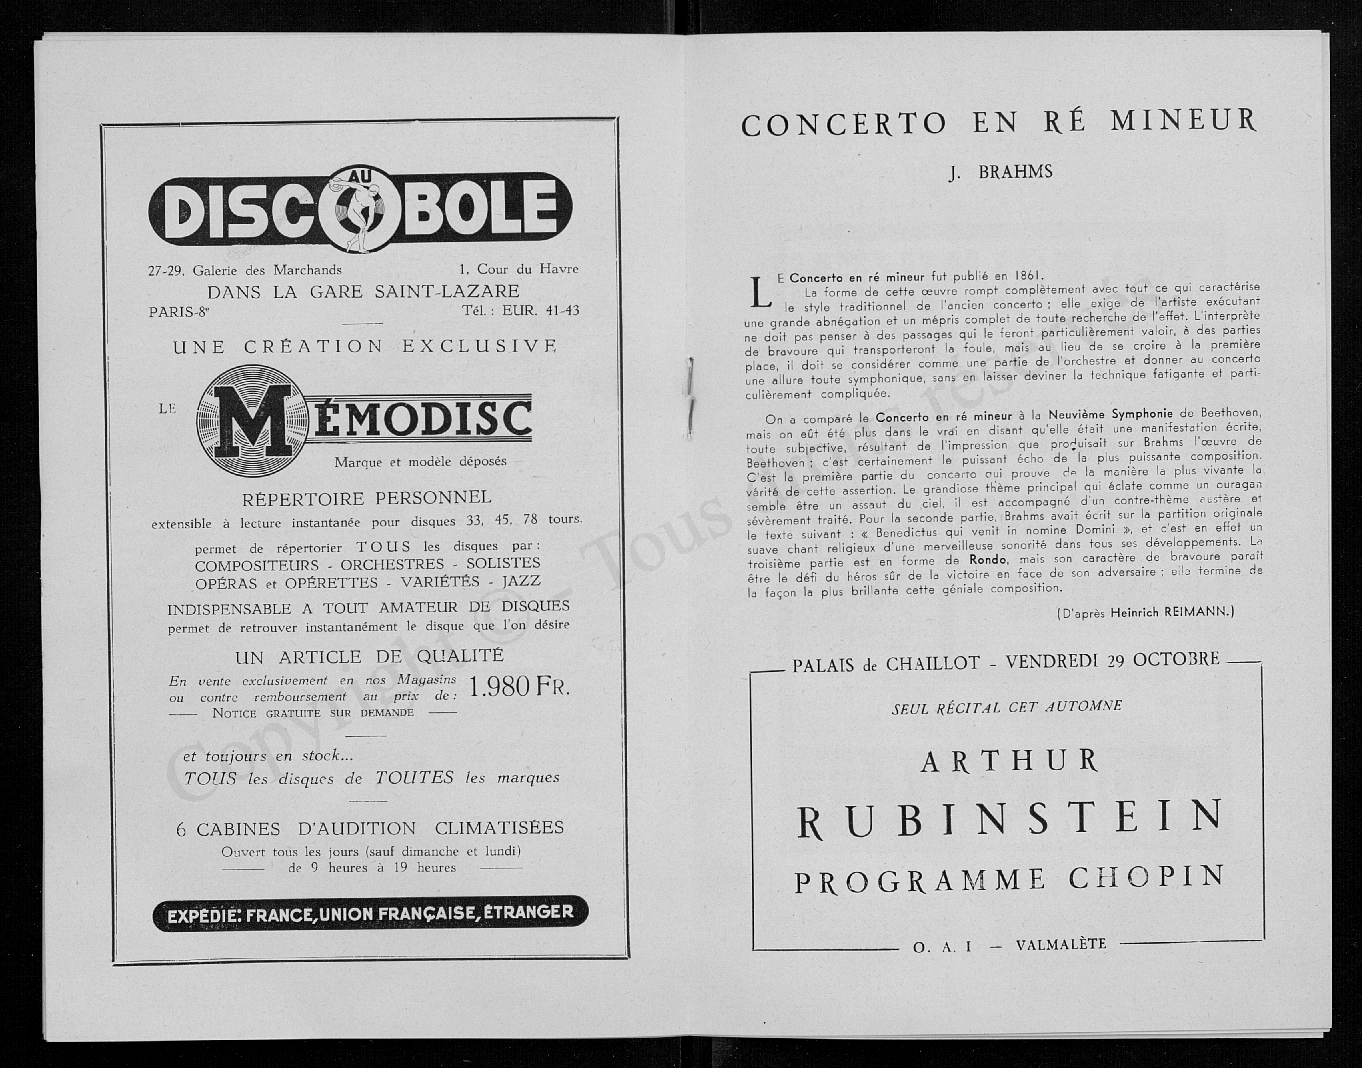 AU
DISCOBOLE
27-29, Galerie des Marchands 1, Cour du Havre
DANS LA GARE SAINT-LAZARE
PARIS-8e Tél. : EUR. 41-43
UNE CRÉATION EXCLUSIVE
LE MÉMODISC
Marque et modèle déposés
RÉPERTOIRE PERSONNEL
extensible à lecture instantanée pour disques 33, 45, 78 tours.
permet de répertorier TOUS les disques par :
COMPOSITEURS - ORCHESTRES - SOLISTES
OPÉRAS et OPÉRETTES - VARIÉTÉS - JAZZ
INDISPENSABLE A TOUT AMATEUR DE DISQUES
permet de retrouver instantanément le disque que l'on désire
UN ARTICLE DE QUALITÉ
En vente exclusivement en nos Magasins
ou contre remboursement au prix de : 1.980 FR.
NOTICE GRATUITE SUR DEMANDE
et toujours en stock...
TOUS les disques de TOUTES les marques
6 CABINES D'AUDITION CLIMATISÉES
Ouvert tous les jours (sauf dimanche et lundi)
de 9 heures à 19 heures
EXPÉDIE: FRANCE, UNION FRANÇAISE, ÉTRANGER
CONCERTO EN RÉ MINEUR
J. BRAHMS
LE Concerto en ré mineur fut publié en 1861.
La forme de cette œuvre rompt complètement avec tout ce qui caractérise
le style traditionnel de l'ancien concerto ; elle exige de l'artiste exécutant
une grande abnégation et un mépris complet de toute recherche de l'effet. L'interprète
ne doit pas penser à des passages qui le feront particulièrement valoir, à des parties
de bravoure qui transporteront la foule, mais au lieu de se croire à la première
place, il doit se considérer comme une partie de l'orchestre et donner au concerto
une allure toute symphonique, sans en laisser deviner la technique fatigante et parti-
culièrement compliquée.
On a comparé le Concerto en ré mineur à la Neuvième Symphonie de Beethoven,
mais on eût été plus dans le vrai en disant qu'elle était une manifestation écrite,
toute subjective, résultant de l'impression que produisait sur Brahms l'œuvre de
Beethoven ; c'est certainement le puissant écho de la plus puissante composition.
C'est la première partie du concerto qui prouve de la manière la plus vivante la
vérité de cette assertion. Le grandiose thème principal qui éclate comme un ouragan
semble être un assaut du ciel, il est accompagné d'un contre-thème austère et
sévèrement traité. Pour la seconde partie, Brahms avait écrit sur la partition originale
le texte suivant : « Benedictus qui venit in nomine Domini », et c'est en effet un
suave chant religieux d'une merveilleuse sonorité dans tous ses développements. La
troisième partie est en forme de Rondo, mais son caractère de bravoure paraît
être le défi du héros sûr de la victoire en face de son adversaire ; elle termine de
la façon la plus brillante cette géniale composition.
(D'après Heinrich REIMANN.)
PALAIS de CHAILLOT - VENDREDI 29 OCTOBRE
SEUL RÉCITAL CET AUTOMNE
ARTHUR
RUBINSTEIN
PROGRAMME CHOPIN
O. A. I - VALMALÈTE
Copyright © - Tous droits réservés